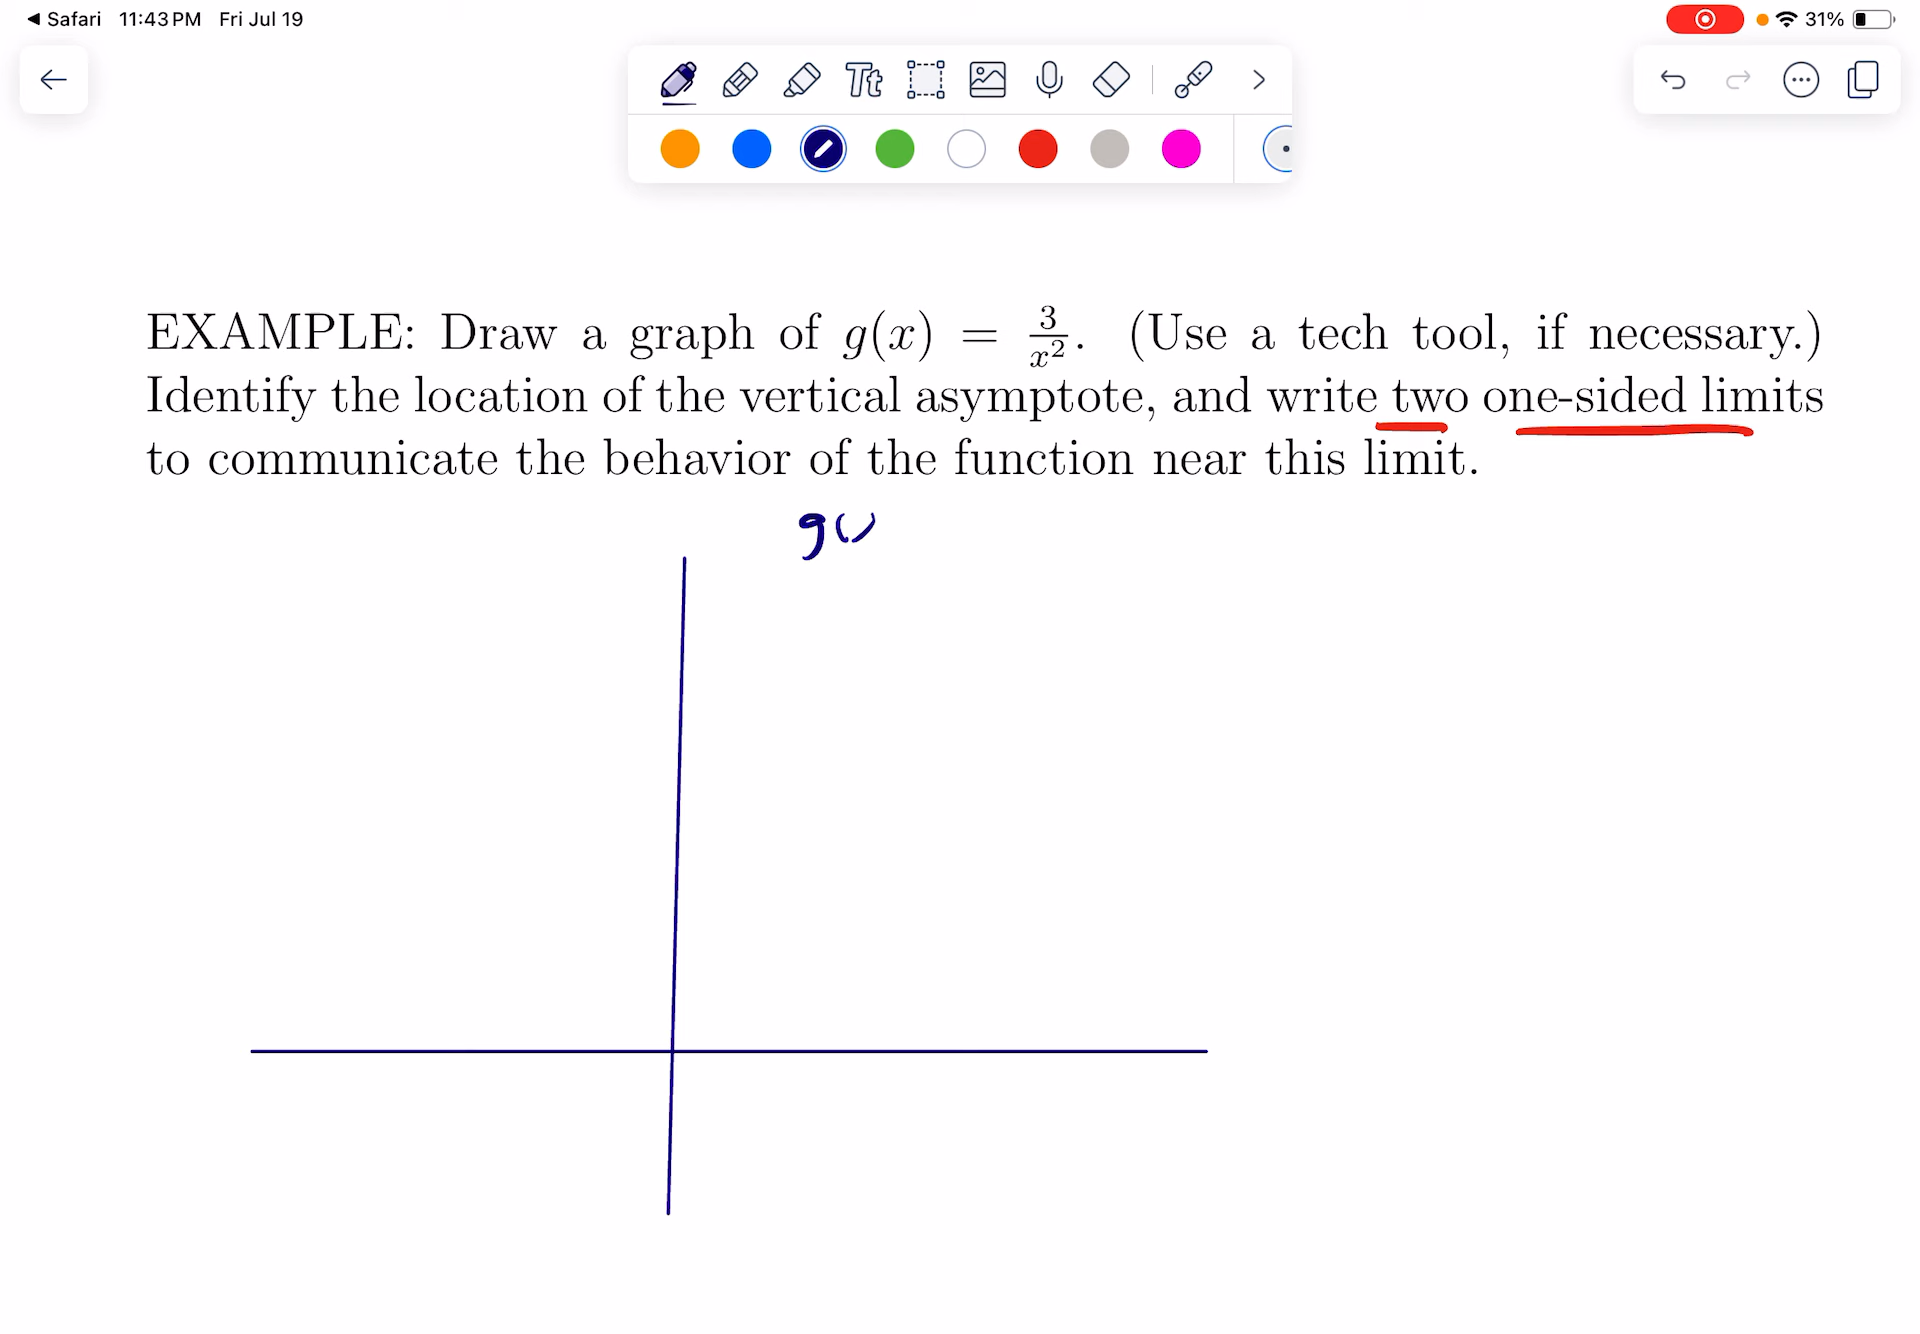 Safari 11:43 PM Fri Jul 19 31%
Tt
EXAMPLE: Draw a graph of g(x) = 3/x². (Use a tech tool, if necessary.)
Identify the location of the vertical asymptote, and write two one-sided limits
to communicate the behavior of the function near this limit.
g(